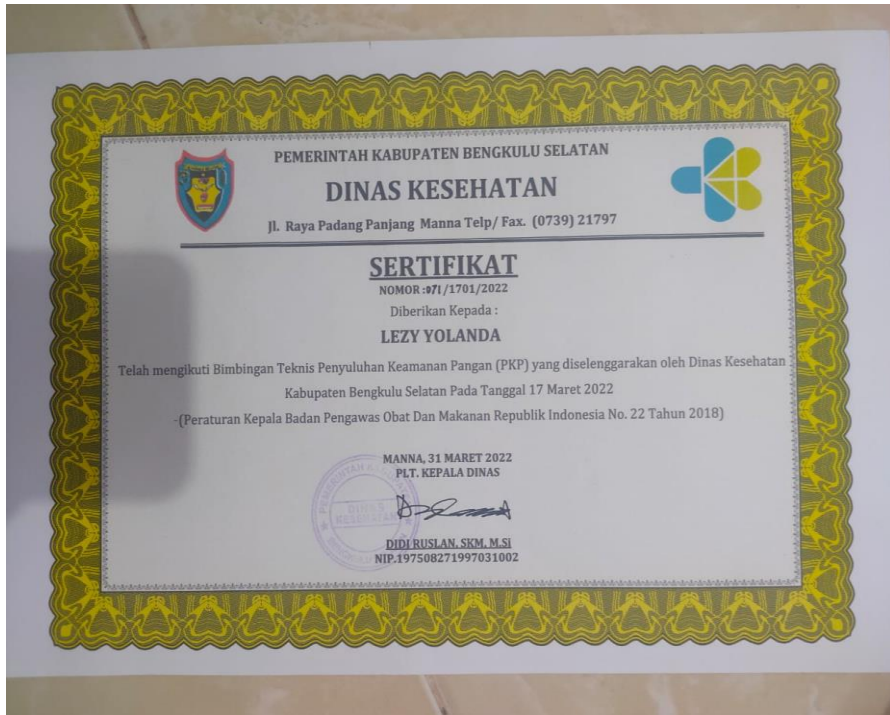 PEMERINTAH KABUPATEN BENGKULU SELATAN
DINAS KESEHATAN
Jl. Raya Padang Panjang Manna Telp/ Fax. (0739) 21797
SERTIFIKAT
NOMOR :071/1701/2022
Diberikan Kepada :
LEZY YOLANDA
Telah mengikuti Bimbingan Teknis Penyuluhan Keamanan Pangan (PKP) yang diselenggarakan oleh Dinas Kesehatan
Kabupaten Bengkulu Selatan Pada Tanggal 17 Maret 2022
-(Peraturan Kepala Badan Pengawas Obat Dan Makanan Republik Indonesia No. 22 Tahun 2018)
MANNA, 31 MARET 2022
PLT. KEPALA DINAS
DINAS
KESEHATAN
DIDI RUSLAN, SKM, M.Si
NIP.197508271997031002